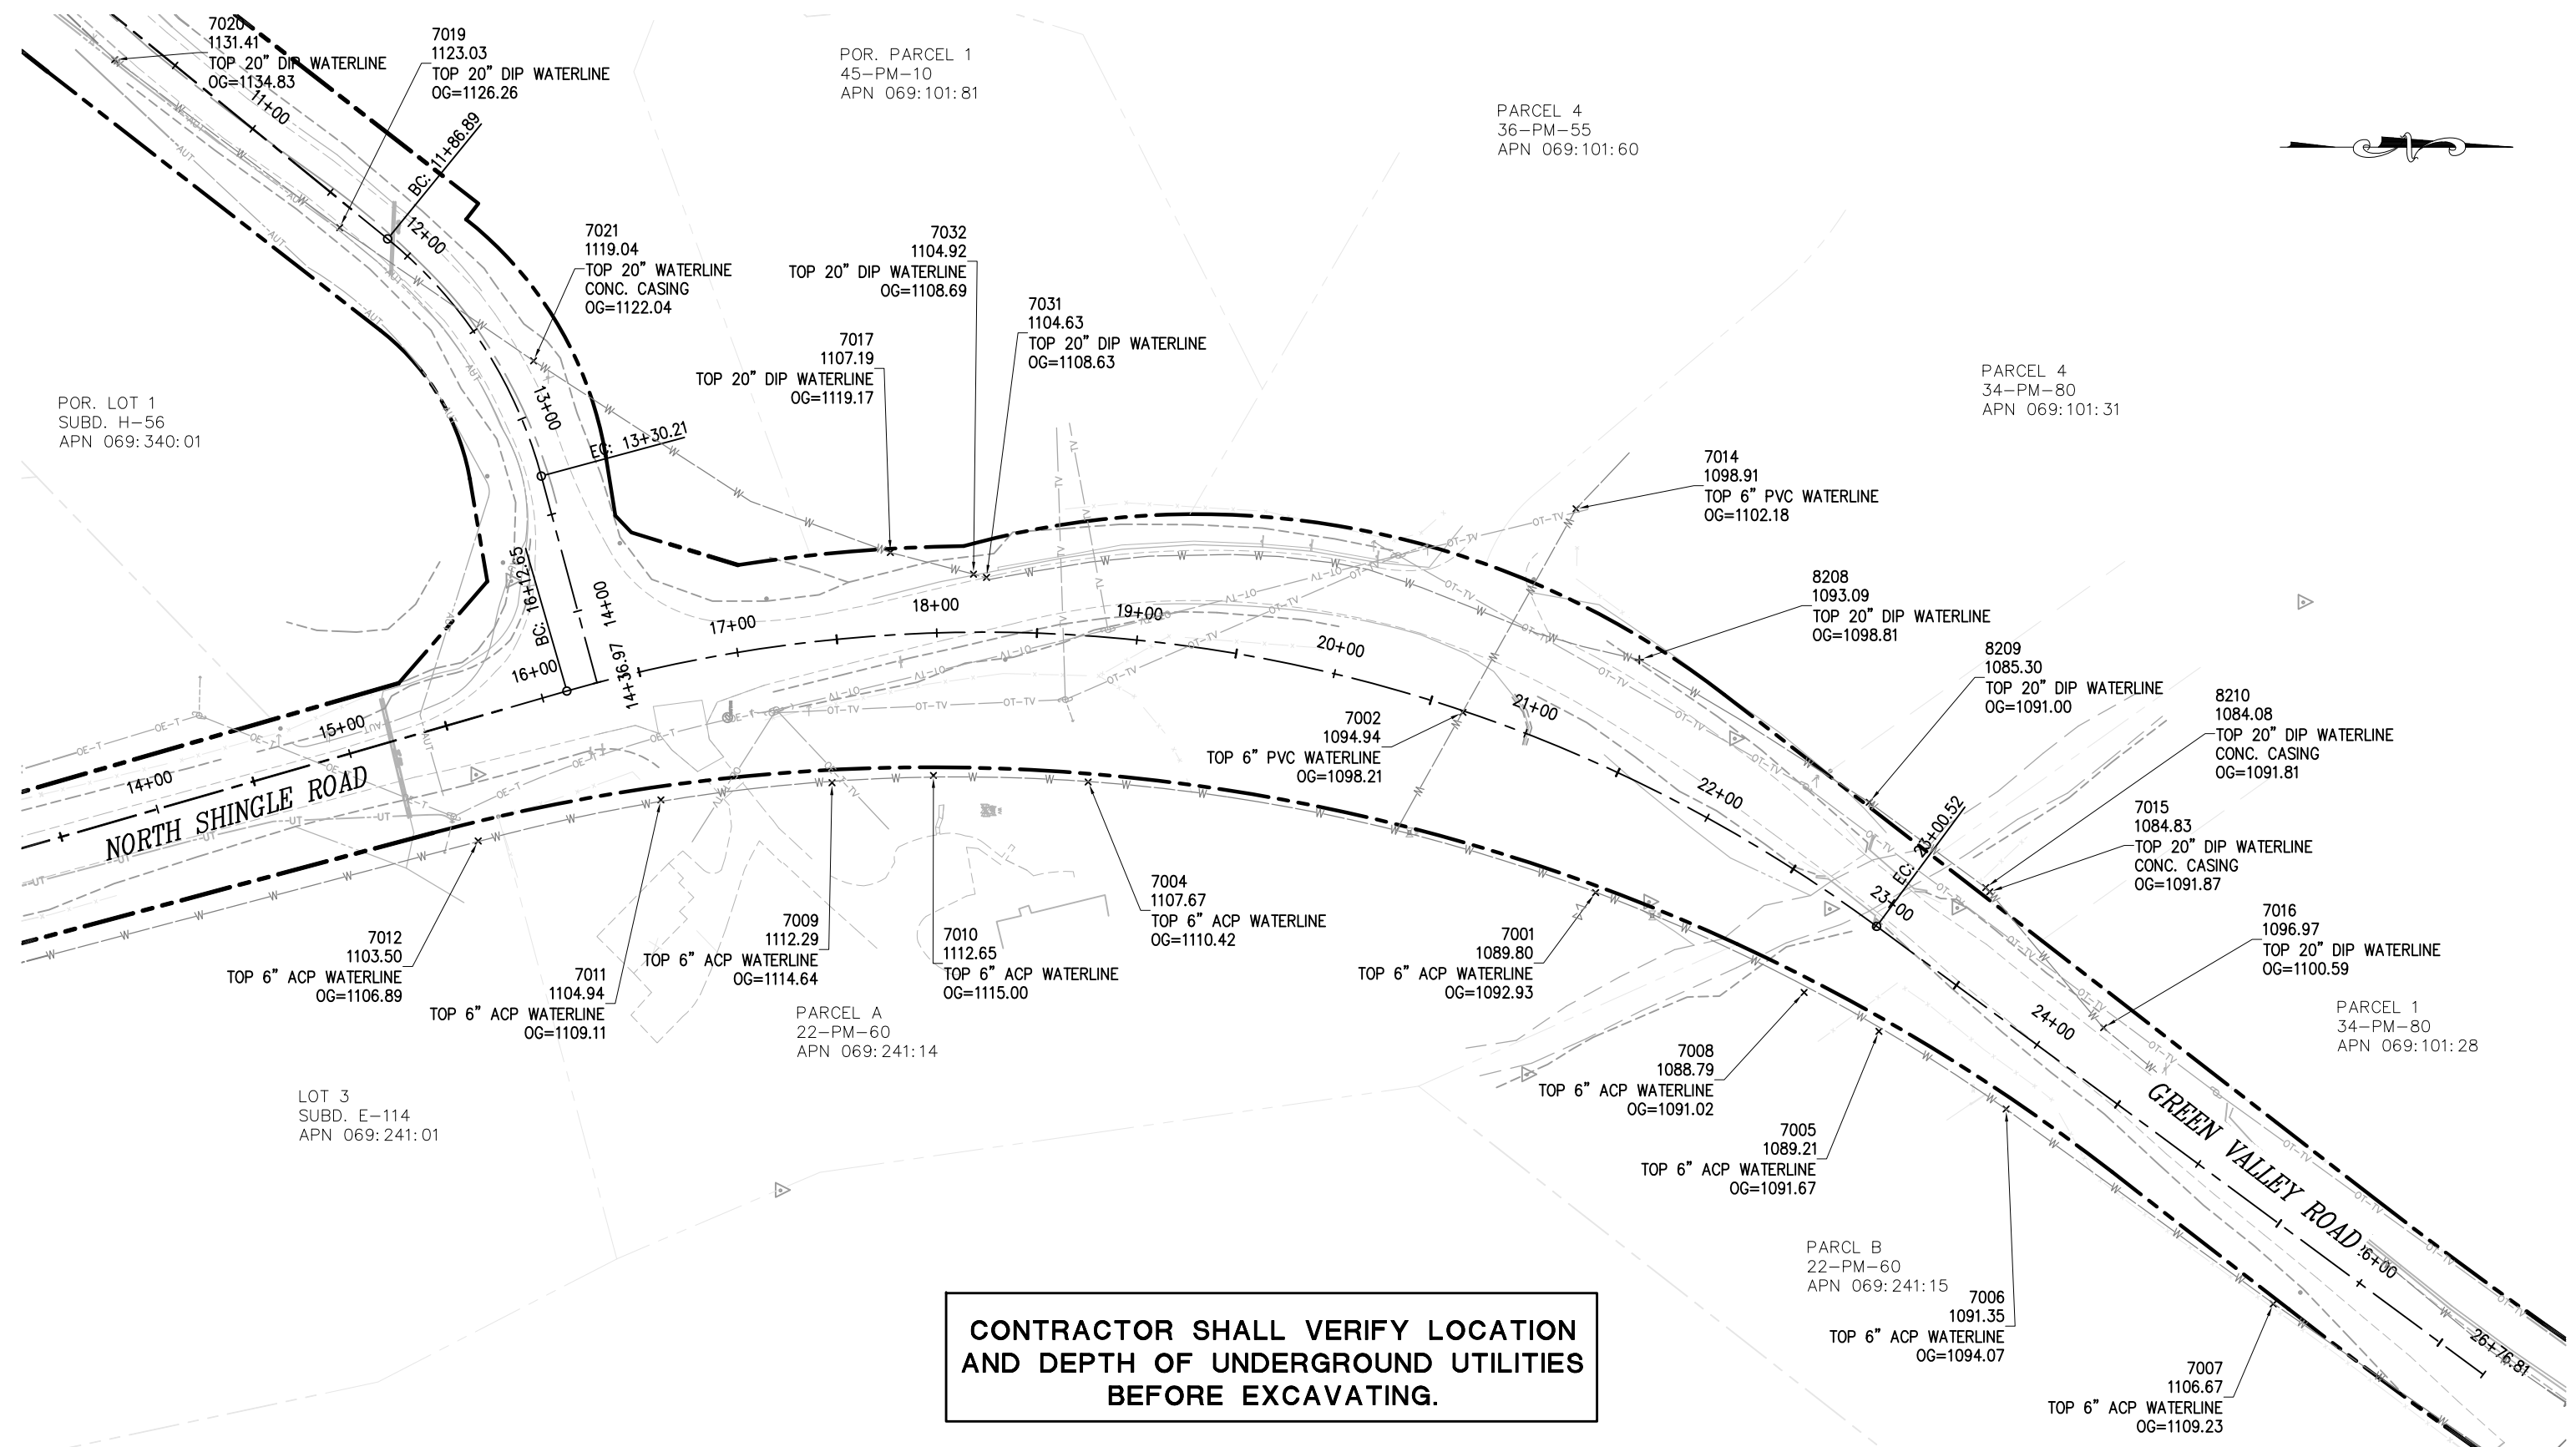 7020
1131.41
TOP 20" DIP WATERLINE
OG=1134.83
7019
1123.03
TOP 20" DIP WATERLINE
OG=1126.26
POR. PARCEL 1
45-PM-10
APN 069:101:81
PARCEL 4
36-PM-55
APN 069:101:60
11+00
BC: 11+86.89
12+00
7021
1119.04
TOP 20" WATERLINE
CONC. CASING
OG=1122.04
7032
1104.92
TOP 20" DIP WATERLINE
OG=1108.69
7031
1104.63
TOP 20" DIP WATERLINE
OG=1108.63
7017
1107.19
TOP 20" DIP WATERLINE
OG=1119.17
POR. LOT 1
SUBD. H-56
APN 069:340:01
PARCEL 4
34-PM-80
APN 069:101:31
13+00
EC: 13+30.21
7014
1098.91
TOP 6" PVC WATERLINE
OG=1102.18
8208
1093.09
TOP 20" DIP WATERLINE
OG=1098.81
8209
1085.30
TOP 20" DIP WATERLINE
OG=1091.00
8210
1084.08
TOP 20" DIP WATERLINE
CONC. CASING
OG=1091.81
7015
1084.83
TOP 20" DIP WATERLINE
CONC. CASING
OG=1091.87
7016
1096.97
TOP 20" DIP WATERLINE
OG=1100.59
BC: 16+12.65
14+00
14+36.97
14+00
15+00
16+00
17+00
18+00
19+00
20+00
21+00
22+00
23+00
EC: 23+00.52
24+00
NORTH SHINGLE ROAD
7002
1094.94
TOP 6" PVC WATERLINE
OG=1098.21
7012
1103.50
TOP 6" ACP WATERLINE
OG=1106.89
7011
1104.94
TOP 6" ACP WATERLINE
OG=1109.11
7009
1112.29
TOP 6" ACP WATERLINE
OG=1114.64
7010
1112.65
TOP 6" ACP WATERLINE
OG=1115.00
7004
1107.67
TOP 6" ACP WATERLINE
OG=1110.42
7001
1089.80
TOP 6" ACP WATERLINE
OG=1092.93
7008
1088.79
TOP 6" ACP WATERLINE
OG=1091.02
7005
1089.21
TOP 6" ACP WATERLINE
OG=1091.67
PARCEL A
22-PM-60
APN 069:241:14
PARCEL 1
34-PM-80
APN 069:101:28
LOT 3
SUBD. E-114
APN 069:241:01
GREEN VALLEY ROAD
26+76.81
PARCL B
22-PM-60
APN 069:241:15
7006
1091.35
TOP 6" ACP WATERLINE
OG=1094.07
7007
1106.67
TOP 6" ACP WATERLINE
OG=1109.23
CONTRACTOR SHALL VERIFY LOCATION
AND DEPTH OF UNDERGROUND UTILITIES
BEFORE EXCAVATING.